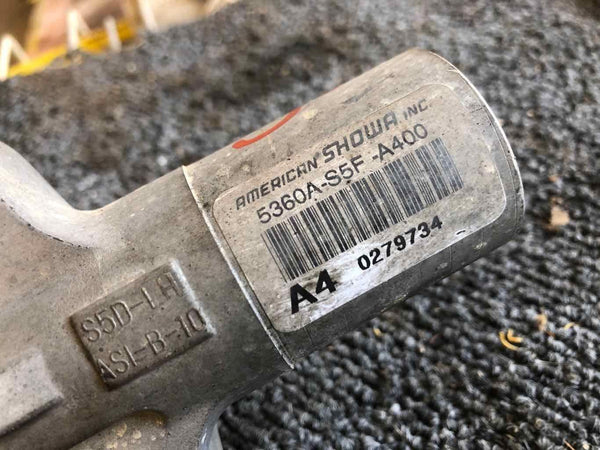 AMERICAN SHOWA INC
5360A-S5F-A400
A4 0279734
S5D-LH
ASI-B-10